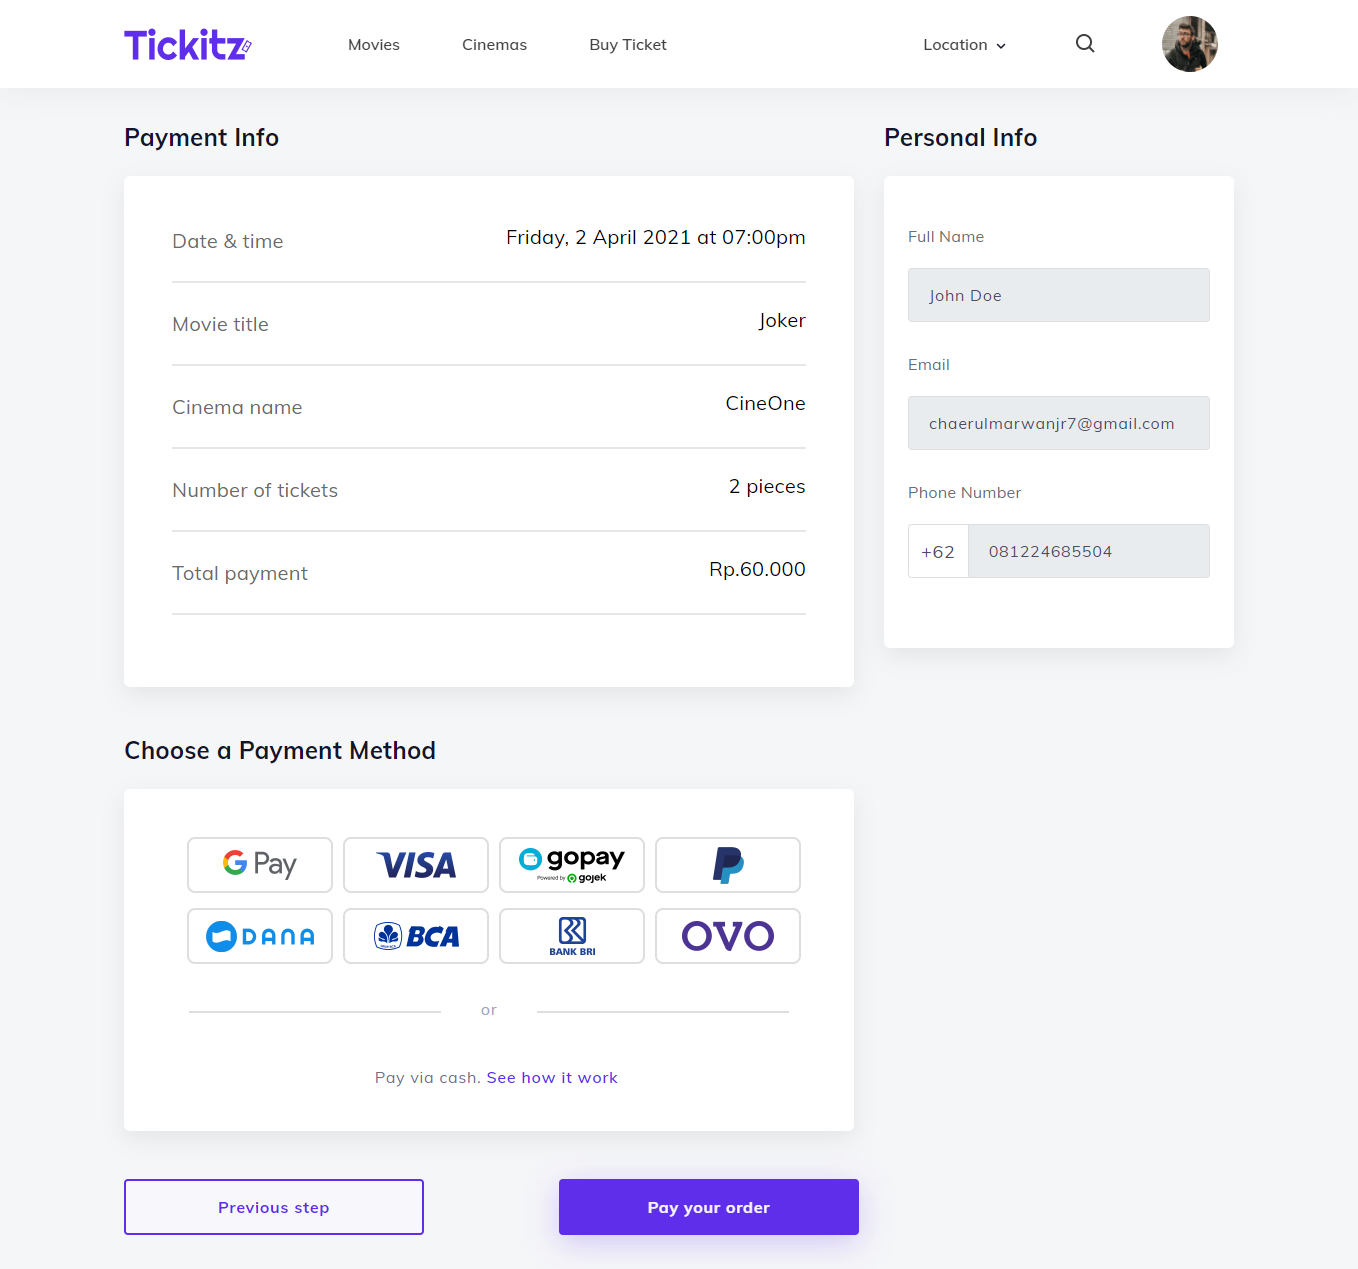 Tickitz
Movies
Cinemas
Buy Ticket
Location
Payment Info
Date & time
Friday, 2 April 2021 at 07:00pm
Movie title
Joker
Cinema name
CineOne
Number of tickets
2 pieces
Total payment
Rp.60.000
Personal Info
Full Name
John Doe
Email
chaerulmarwanjr7@gmail.com
Phone Number
+62
081224685504
Choose a Payment Method
G Pay
VISA
gopay
Powered by gojek
DANA
BCA
BANK BRI
OVO
or
Pay via cash. See how it work
Previous step
Pay your order